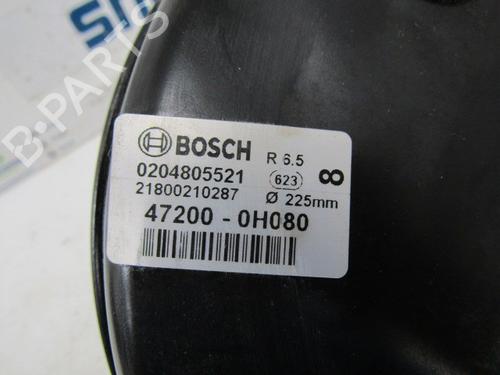 B-PARTS
BOSCH R 6.5
0204805521 623 8
21800210287 Ø 225mm
47200 - 0H080